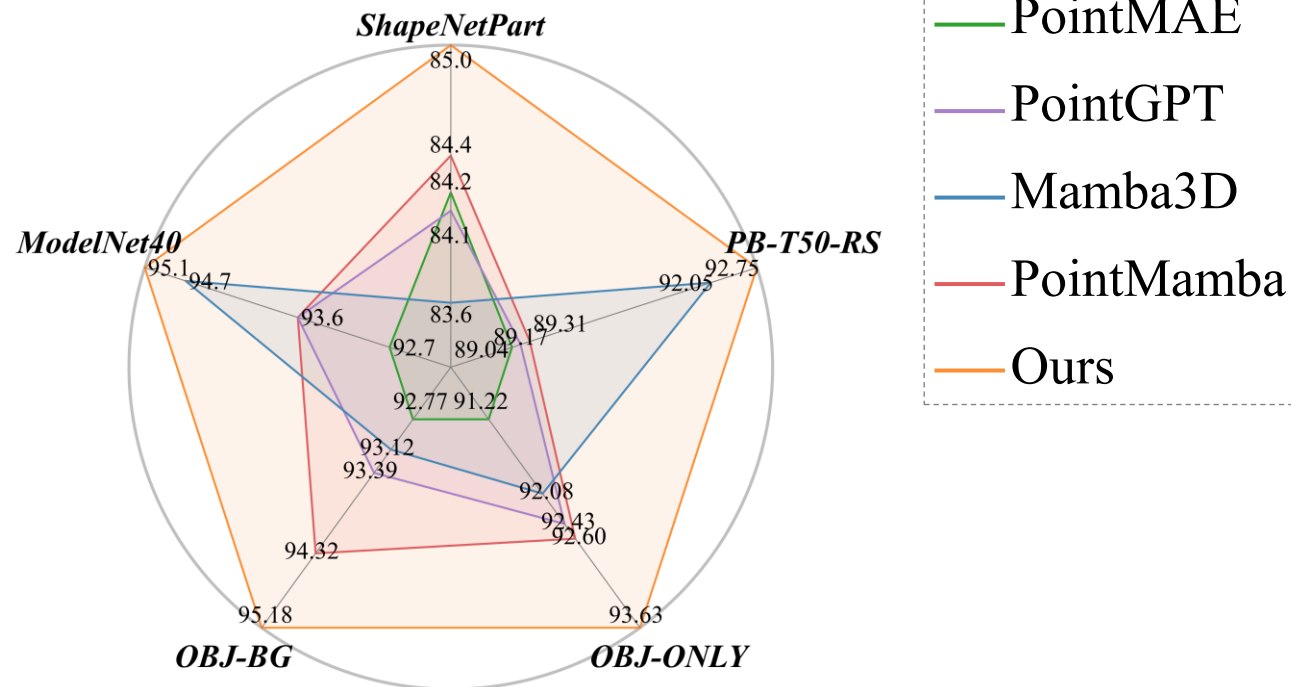 ShapeNetPart
85.0
84.4
84.2
84.1
83.6
ModelNet40
95.1
94.7
93.6
92.7
PB-T50-RS
92.75
92.05
89.31
89.17
89.04
92.77
91.22
93.12
93.39
94.32
95.18
92.08
92.43
92.60
93.63
OBJ-BG
OBJ-ONLY
PointMAE
PointGPT
Mamba3D
PointMamba
Ours